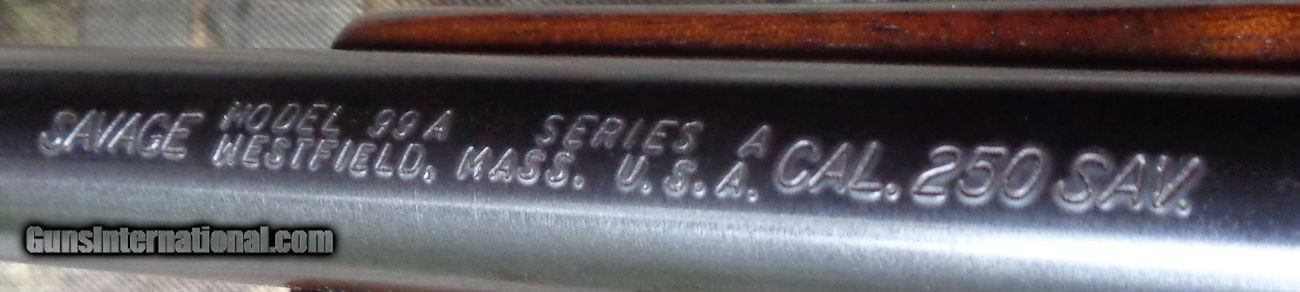 SAVAGE MODEL 99A SERIES A
WESTFIELD, MASS. U.S.A. CAL. 250 SAV.
GunsInternational.com